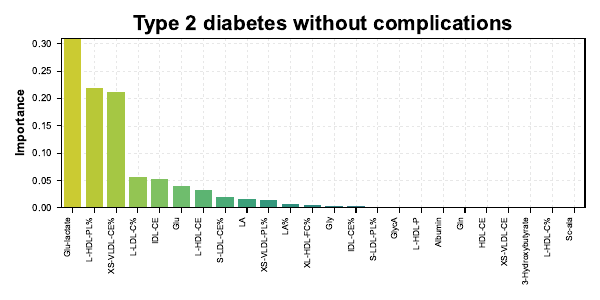 Type 2 diabetes without complications
Importance
0.30
0.25
0.20
0.15
0.10
0.05
0.00
Glu-lactate
L-HDL-PL%
XS-VLDL-CE%
L-LDL-C%
IDL-CE
Glu
L-HDL-CE
S-LDL-CE%
LA
XS-VLDL-PL%
LA%
XL-HDL-FC%
Gly
IDL-CE%
S-LDL-PL%
GlycA
L-HDL-P
Albumin
Gln
HDL-CE
XS-VLDL-CE
3-Hydroxybutyrate
L-HDL-C%
Sc-ala